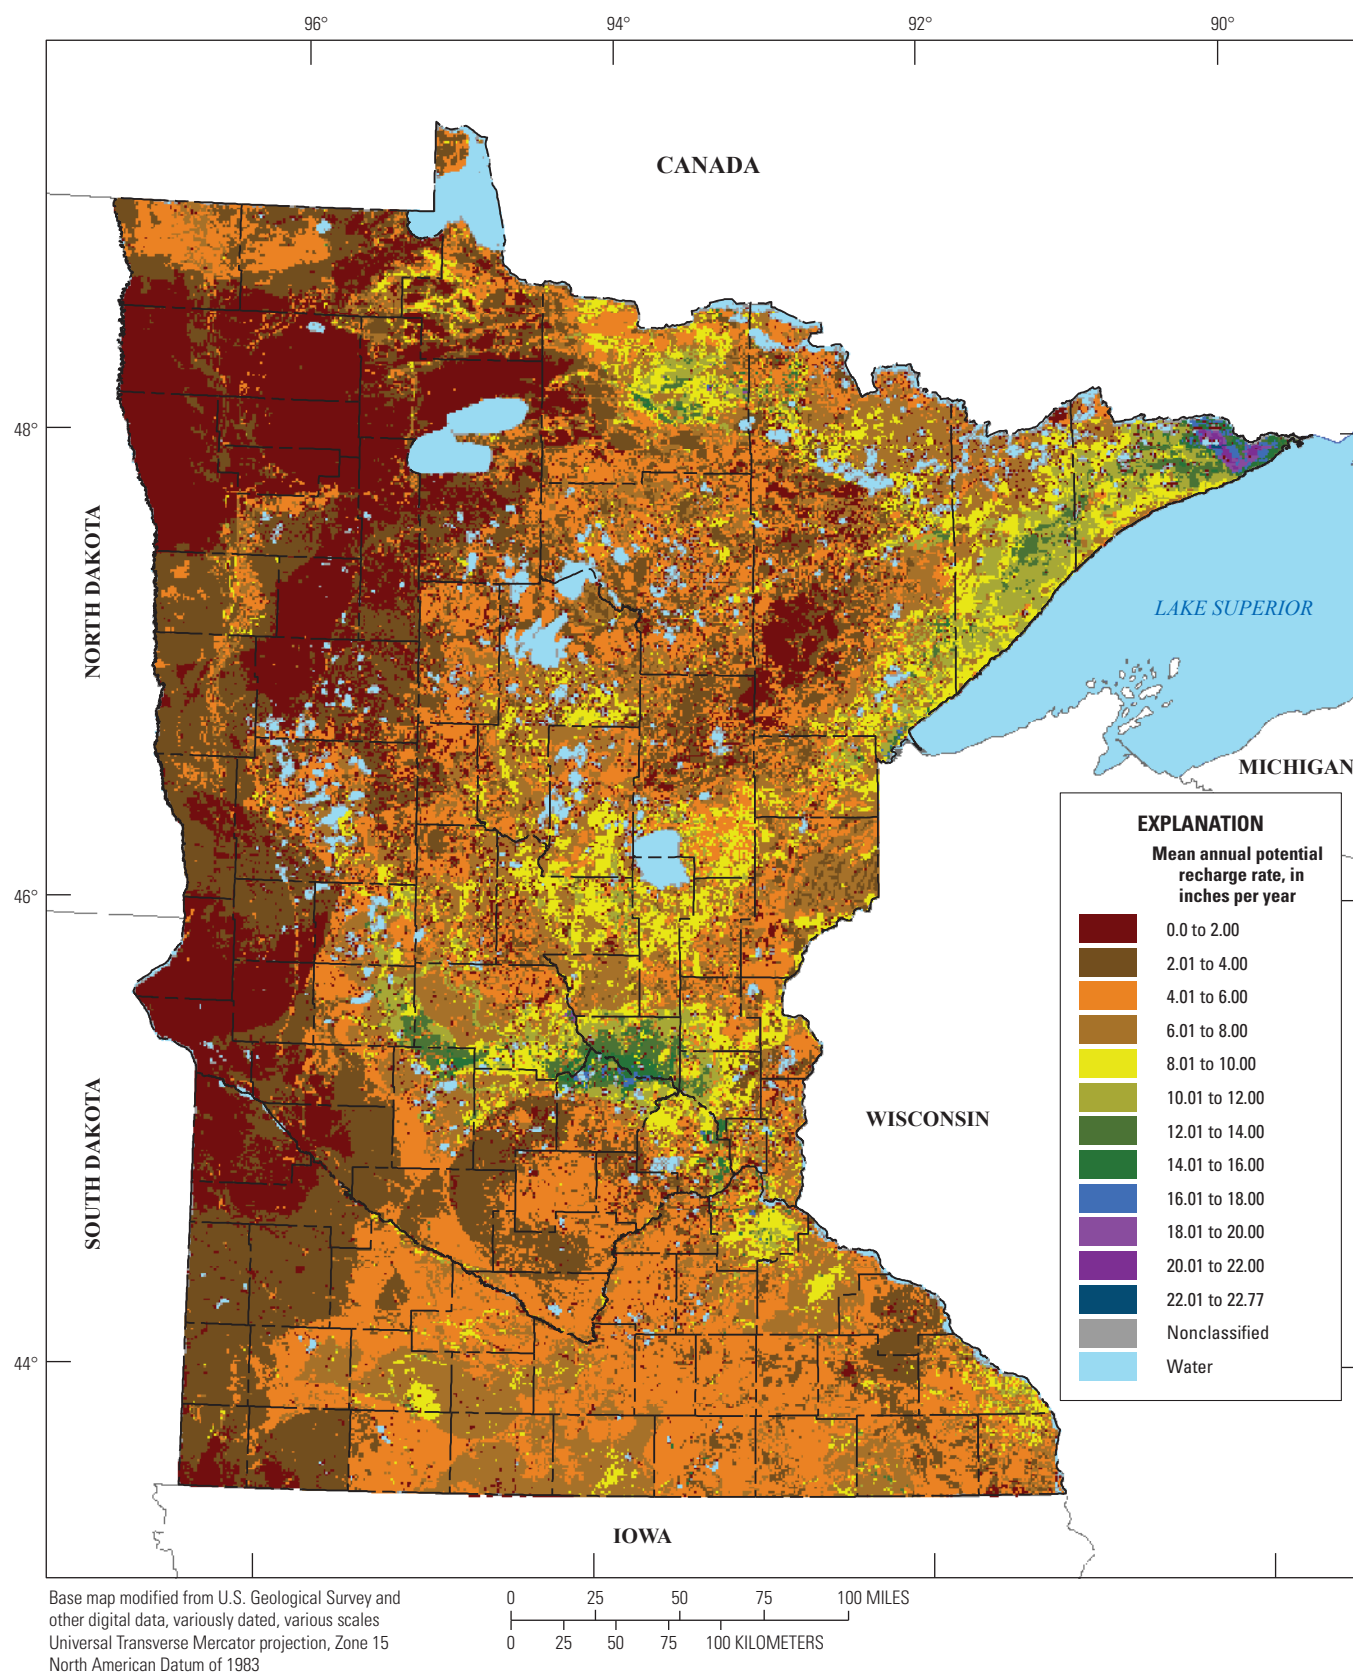 96° 94° 92° 90°
CANADA
48°
NORTH DAKOTA
LAKE SUPERIOR
MICHIGAN
46°
EXPLANATION
Mean annual potential
recharge rate, in
inches per year
0.0 to 2.00
2.01 to 4.00
4.01 to 6.00
6.01 to 8.00
8.01 to 10.00
10.01 to 12.00
12.01 to 14.00
14.01 to 16.00
16.01 to 18.00
18.01 to 20.00
20.01 to 22.00
22.01 to 22.77
Nonclassified
Water
WISCONSIN
SOUTH DAKOTA
44°
IOWA
Base map modified from U.S. Geological Survey and
other digital data, variously dated, various scales
Universal Transverse Mercator projection, Zone 15
North American Datum of 1983
0 25 50 75 100 MILES
0 25 50 75 100 KILOMETERS